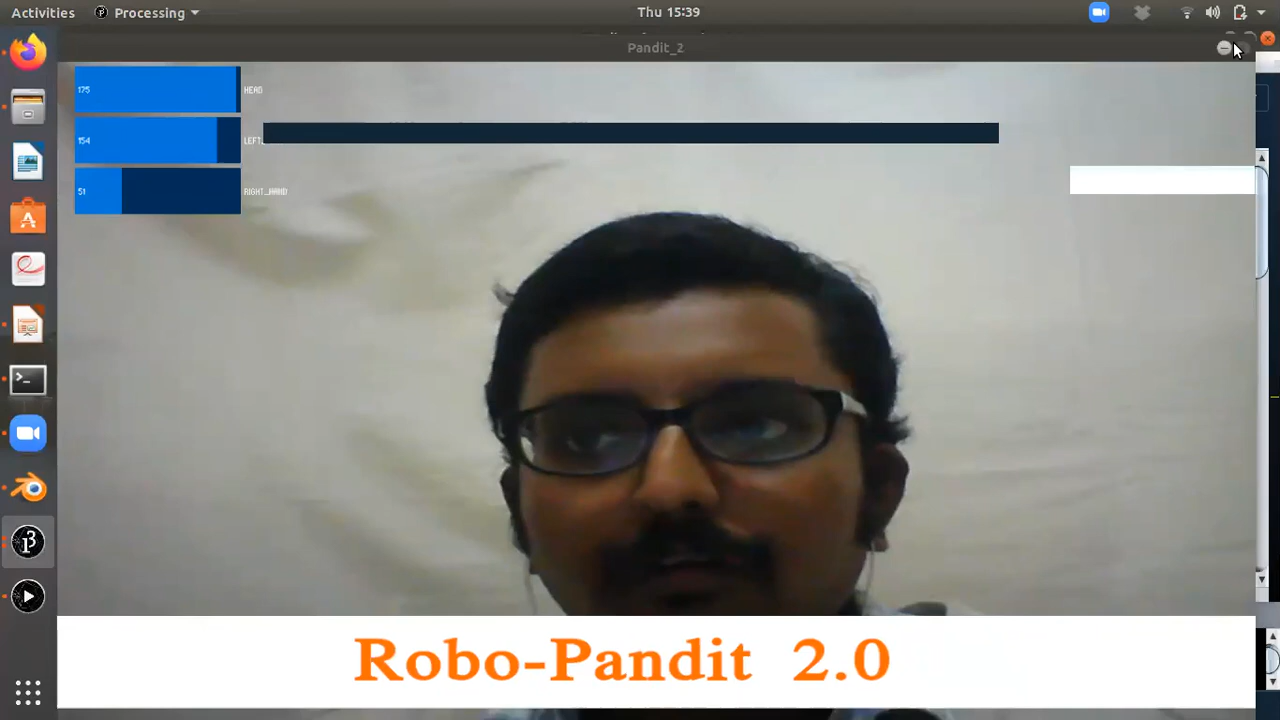 Activities Processing Thu 15:39
Pandit_2
175 HEAD
154 LEFT
51 RIGHT_HAND
Robo-Pandit 2.0